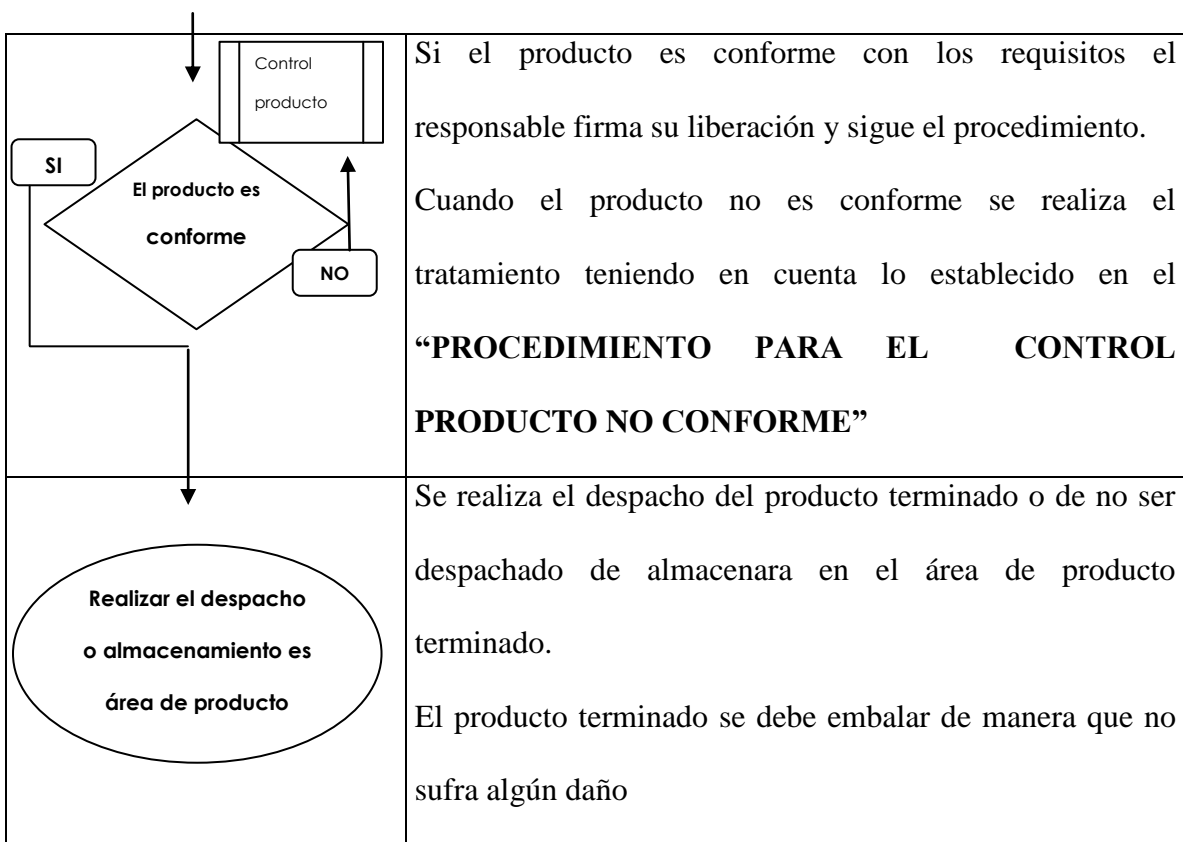 Control
producto
SI
El producto es
conforme
NO
Si el producto es conforme con los requisitos el
responsable firma su liberación y sigue el procedimiento.
Cuando el producto no es conforme se realiza el
tratamiento teniendo en cuenta lo establecido en el
“PROCEDIMIENTO PARA EL CONTROL
PRODUCTO NO CONFORME”
Realizar el despacho
o almacenamiento es
área de producto
Se realiza el despacho del producto terminado o de no ser
despachado de almacenara en el área de producto
terminado.
El producto terminado se debe embalar de manera que no
sufra algún daño